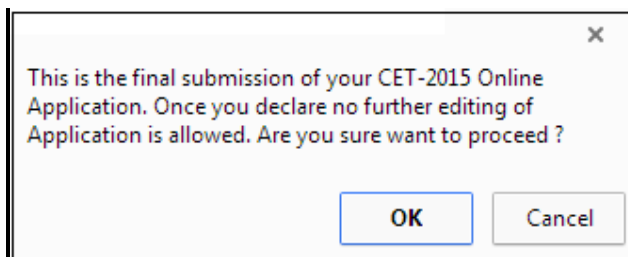 This is the final submission of your CET-2015 Online
Application. Once you declare no further editing of
Application is allowed. Are you sure want to proceed ?
OK Cancel